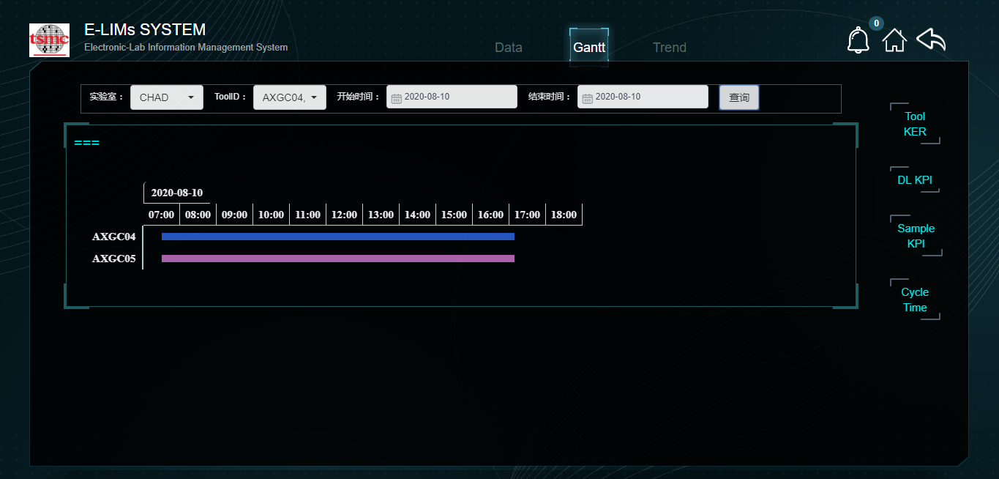 tsmc
E-LIMs SYSTEM
Electronic-Lab Information Management System
Data
Gantt
Trend
0
实验室： CHAD ToolID： AXGC04, 开始时间： 2020-08-10 结束时间： 2020-08-10 查询
===
2020-08-10
07:00 08:00 09:00 10:00 11:00 12:00 13:00 14:00 15:00 16:00 17:00 18:00
AXGC04
AXGC05
Tool
KER
DL KPI
Sample
KPI
Cycle
Time